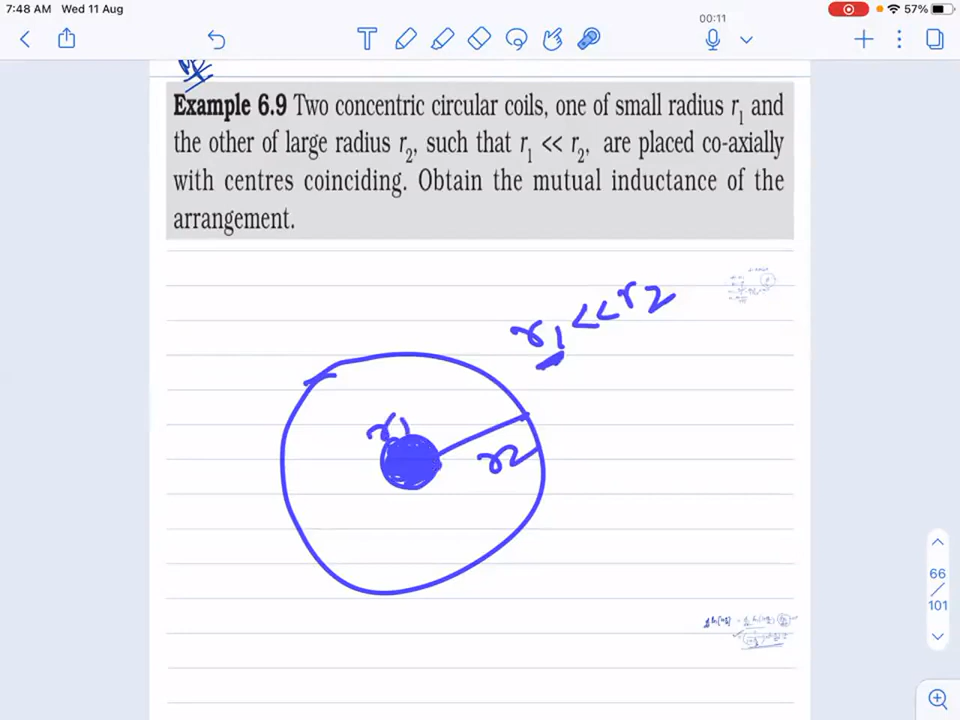 7:48 AM Wed 11 Aug
57%
00:11
Example 6.9 Two concentric circular coils, one of small radius r₁ and
the other of large radius r₂, such that r₁ << r₂, are placed co-axially
with centres coinciding. Obtain the mutual inductance of the
arrangement.
r₁ << r₂
r₁
r₂
66
/
101